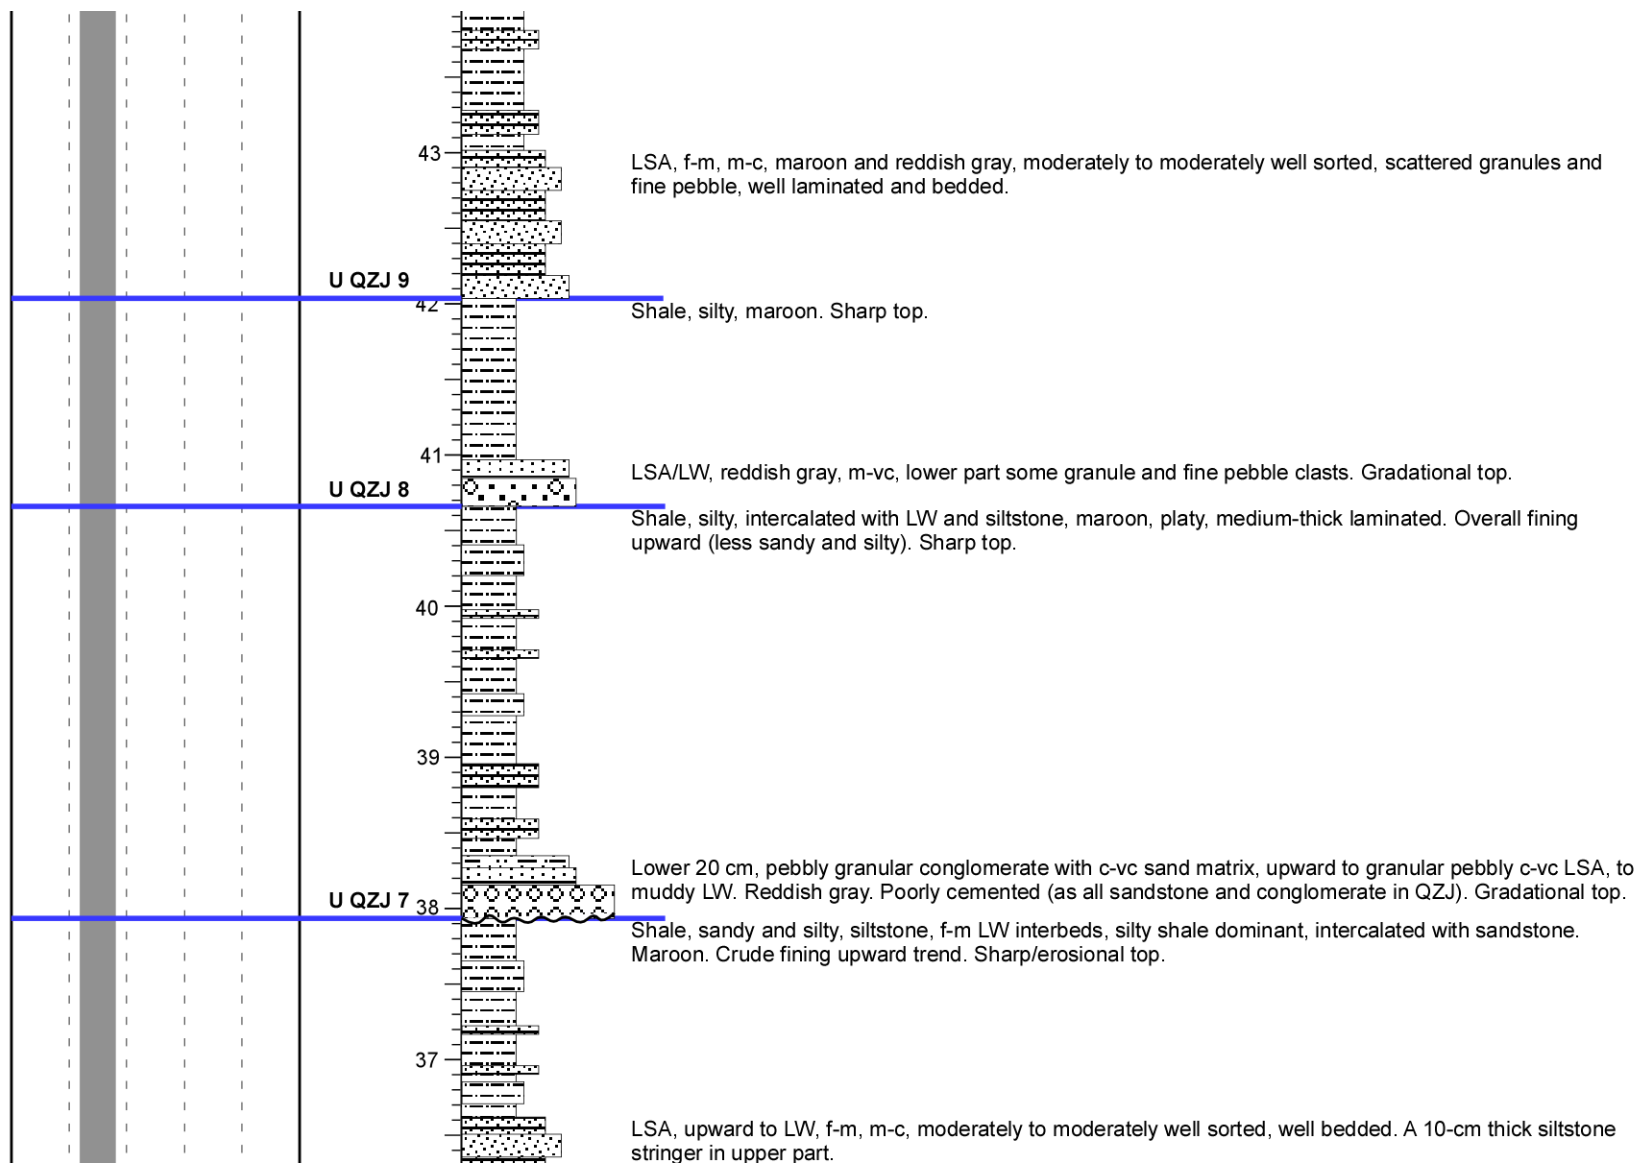 43
LSA, f-m, m-c, maroon and reddish gray, moderately to moderately well sorted, scattered granules and
fine pebble, well laminated and bedded.
U QZJ 9
42
Shale, silty, maroon. Sharp top.
41
LSA/LW, reddish gray, m-vc, lower part some granule and fine pebble clasts. Gradational top.
U QZJ 8
Shale, silty, intercalated with LW and siltstone, maroon, platy, medium-thick laminated. Overall fining
upward (less sandy and silty). Sharp top.
40
39
Lower 20 cm, pebbly granular conglomerate with c-vc sand matrix, upward to granular pebbly c-vc LSA, to
muddy LW. Reddish gray. Poorly cemented (as all sandstone and conglomerate in QZJ). Gradational top.
U QZJ 7
38
Shale, sandy and silty, siltstone, f-m LW interbeds, silty shale dominant, intercalated with sandstone.
Maroon. Crude fining upward trend. Sharp/erosional top.
37
LSA, upward to LW, f-m, m-c, moderately to moderately well sorted, well bedded. A 10-cm thick siltstone
stringer in upper part.